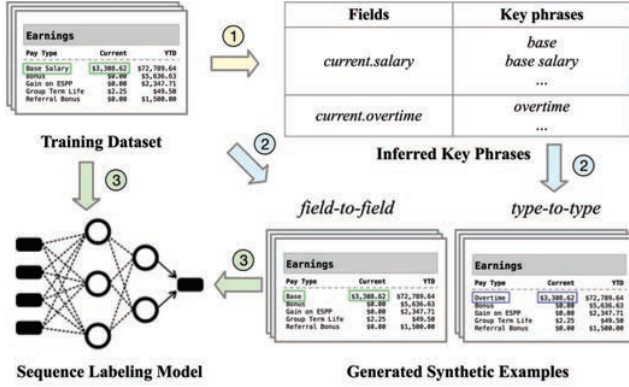 Earnings
Pay Type Current YTD
Base Salary $3,308.62 $72,789.64
Bonus $0.00 $5,636.63
Gain on ESPP $0.00 $2,347.71
Group Term Life $2.25 $49.50
Referral Bonus $0.00 $1,500.00
Training Dataset
1
Fields Key phrases
current.salary base
base salary
...
current.overtime overtime
...
Inferred Key Phrases
2
2
3
field-to-field type-to-type
Earnings
Pay Type Current YTD
Base $3,308.62 $72,789.64
Bonus $0.00 $5,636.63
Gain on ESPP $0.00 $2,347.71
Group Term Life $2.25 $49.50
Referral Bonus $0.00 $1,500.00
Earnings
Pay Type Current YTD
Overtime $3,308.62 $72,789.64
Bonus $0.00 $5,636.63
Gain on ESPP $0.00 $2,347.71
Group Term Life $2.25 $49.50
Referral Bonus $0.00 $1,500.00
3
Sequence Labeling Model
Generated Synthetic Examples